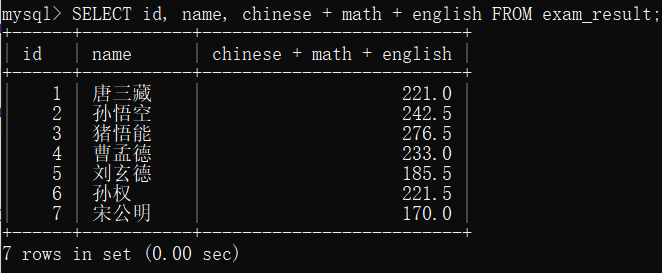 mysql> SELECT id, name, chinese + math + english FROM exam_result;
+------+-----------+--------------------------+
| id | name | chinese + math + english |
+------+-----------+--------------------------+
| 1 | 唐三藏 | 221.0 |
| 2 | 孙悟空 | 242.5 |
| 3 | 猪悟能 | 276.5 |
| 4 | 曹孟德 | 233.0 |
| 5 | 刘玄德 | 185.5 |
| 6 | 孙权 | 221.5 |
| 7 | 宋公明 | 170.0 |
+------+-----------+--------------------------+
7 rows in set (0.00 sec)